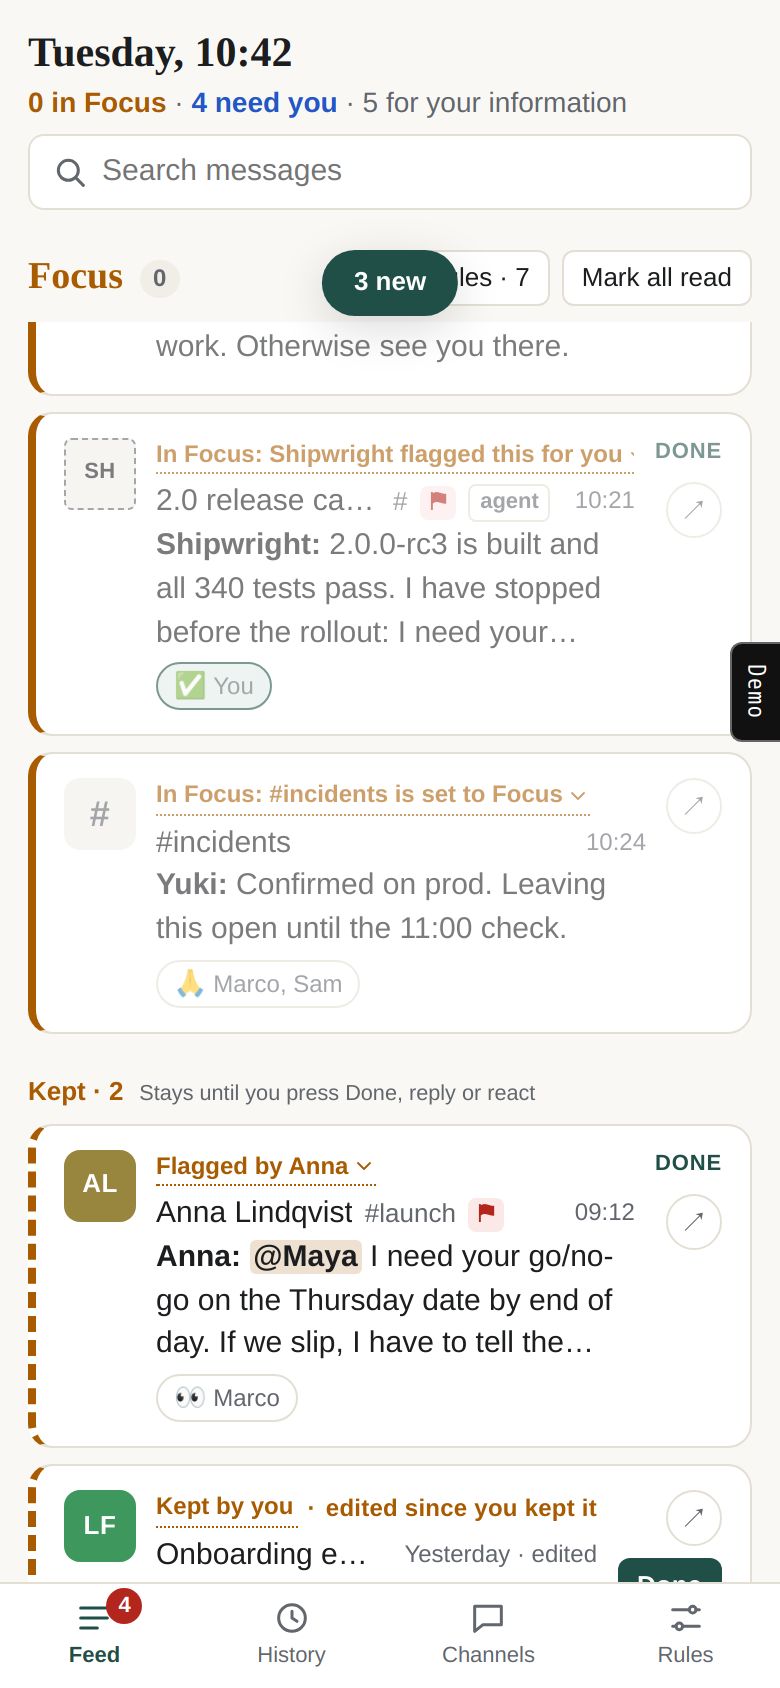 Tuesday, 10:42
0 in Focus · 4 need you · 5 for your information
Search messages
Focus 0
3 new
les · 7
Mark all read
work. Otherwise see you there.
SH
In Focus: Shipwright flagged this for you
DONE
2.0 release ca… # agent 10:21
Shipwright: 2.0.0-rc3 is built and
all 340 tests pass. I have stopped
before the rollout: I need your…
✅ You
Demo
#
In Focus: #incidents is set to Focus
#incidents 10:24
Yuki: Confirmed on prod. Leaving
this open until the 11:00 check.
🙏 Marco, Sam
Kept · 2 Stays until you press Done, reply or react
AL
Flagged by Anna
DONE
Anna Lindqvist #launch 09:12
Anna: @Maya I need your go/no-
go on the Thursday date by end of
day. If we slip, I have to tell the…
👀 Marco
LF
Kept by you · edited since you kept it
Onboarding e… Yesterday · edited
Done
4
Feed
History
Channels
Rules